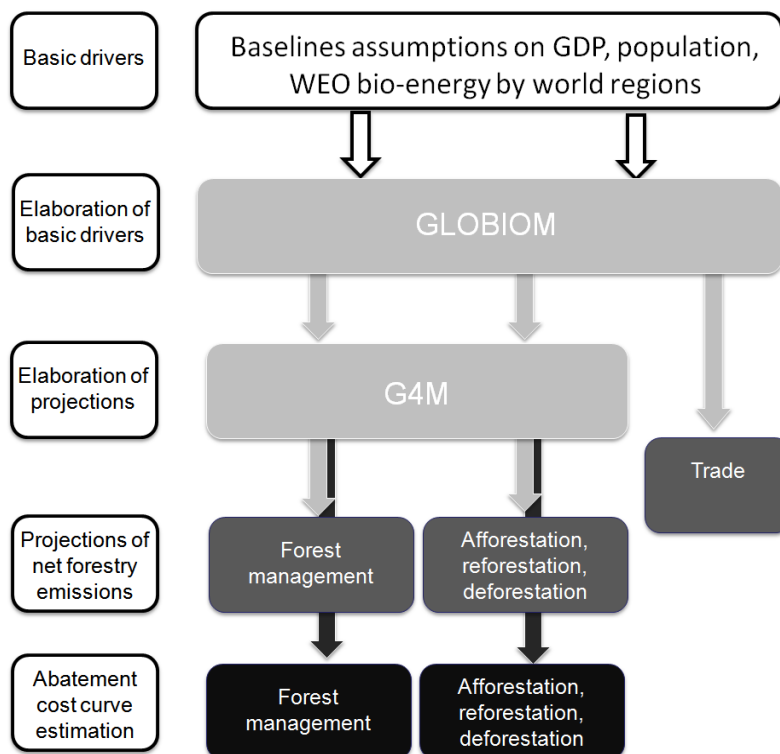 Basic drivers
Baselines assumptions on GDP, population,
WEO bio-energy by world regions
Elaboration of
basic drivers
GLOBIOM
Elaboration of
projections
G4M
Trade
Projections of
net forestry
emissions
Forest
management
Afforestation,
reforestation,
deforestation
Abatement
cost curve
estimation
Forest
management
Afforestation,
reforestation,
deforestation